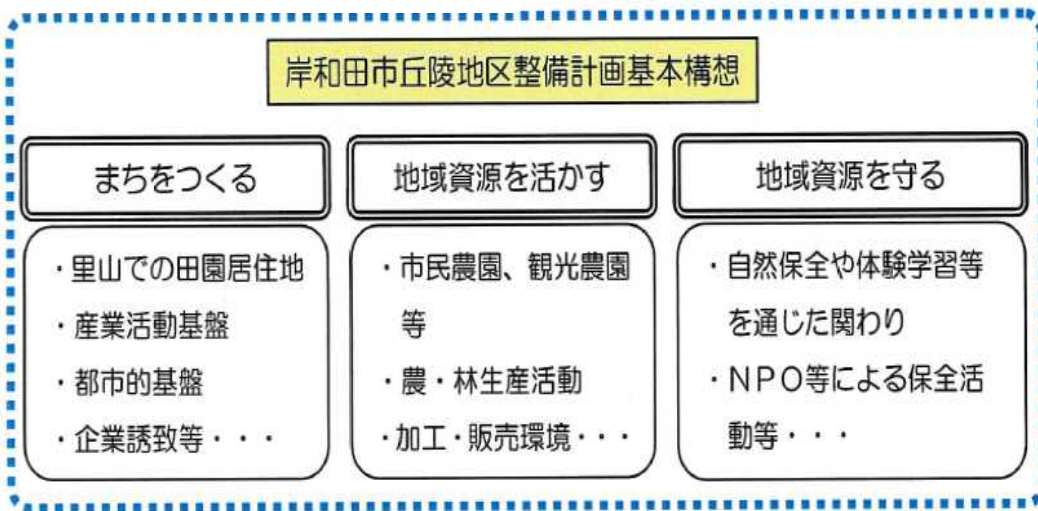 岸和田市丘陵地区整備計画基本構想
まちをつくる
・里山での田園居住地
・産業活動基盤
・都市的基盤
・企業誘致等・・・
地域資源を活かす
・市民農園、観光農園
等
・農・林生産活動
・加工・販売環境・・・
地域資源を守る
・自然保全や体験学習等
を通じた関わり
・NPO等による保全活
動等・・・